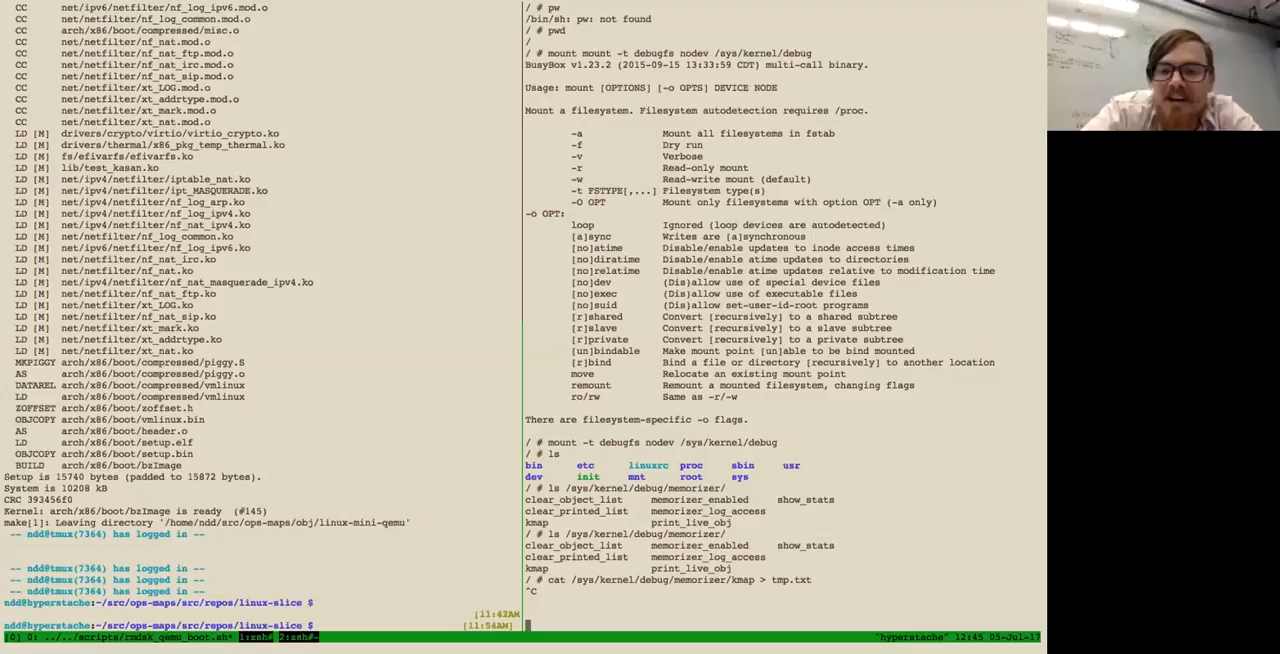 CC net/ipv6/netfilter/nf_log_ipv6.mod.o
CC net/netfilter/nf_log_common.mod.o
CC arch/x86/boot/compressed/misc.o
CC net/netfilter/nf_nat.mod.o
CC net/netfilter/nf_nat_ftp.mod.o
CC net/netfilter/nf_nat_irc.mod.o
CC net/netfilter/nf_nat_sip.mod.o
CC net/netfilter/xt_LOG.mod.o
CC net/netfilter/xt_addrtype.mod.o
CC net/netfilter/xt_mark.mod.o
CC net/netfilter/xt_nat.mod.o
LD [M] drivers/crypto/virtio/virtio_crypto.ko
LD [M] drivers/thermal/x86_pkg_temp_thermal.ko
LD [M] fs/efivarfs/efivarfs.ko
LD [M] lib/test_kasan.ko
LD [M] net/ipv4/netfilter/iptable_nat.ko
LD [M] net/ipv4/netfilter/ipt_MASQUERADE.ko
LD [M] net/ipv4/netfilter/nf_log_arp.ko
LD [M] net/ipv4/netfilter/nf_log_ipv4.ko
LD [M] net/ipv4/netfilter/nf_nat_ipv4.ko
LD [M] net/netfilter/nf_log_common.ko
LD [M] net/ipv6/netfilter/nf_log_ipv6.ko
LD [M] net/netfilter/nf_nat_irc.ko
LD [M] net/netfilter/nf_nat.ko
LD [M] net/ipv4/netfilter/nf_nat_masquerade_ipv4.ko
LD [M] net/netfilter/nf_nat_ftp.ko
LD [M] net/netfilter/xt_LOG.ko
LD [M] net/netfilter/nf_nat_sip.ko
LD [M] net/netfilter/xt_mark.ko
LD [M] net/netfilter/xt_addrtype.ko
LD [M] net/netfilter/xt_nat.ko
MKPIGGY arch/x86/boot/compressed/piggy.S
AS arch/x86/boot/compressed/piggy.o
DATAREL arch/x86/boot/compressed/vmlinux
LD arch/x86/boot/compressed/vmlinux
ZOFFSET arch/x86/boot/zoffset.h
OBJCOPY arch/x86/boot/vmlinux.bin
AS arch/x86/boot/header.o
LD arch/x86/boot/setup.elf
OBJCOPY arch/x86/boot/setup.bin
BUILD arch/x86/boot/bzImage
Setup is 15740 bytes (padded to 15872 bytes).
System is 10208 kB
CRC 393456f0
Kernel: arch/x86/boot/bzImage is ready (#145)
make[1]: Leaving directory '/home/ndd/src/ops-maps/obj/linux-mini-qemu'
-- ndd@tmux(7364) has logged in --
-- ndd@tmux(7364) has logged in --
-- ndd@tmux(7364) has logged in --
-- ndd@tmux(7364) has logged in --
ndd@hyperstache:~/src/ops-maps/src/repos/linux-slice $
[11:42AM
ndd@hyperstache:~/src/ops-maps/src/repos/linux-slice $ [11:54AM]
/ # pw
/bin/sh: pw: not found
/ # pwd
/
/ # mount mount -t debugfs nodev /sys/kernel/debug
BusyBox v1.23.2 (2015-09-15 13:33:59 CDT) multi-call binary.
Usage: mount [OPTIONS] [-o OPTS] DEVICE NODE
Mount a filesystem. Filesystem autodetection requires /proc.
-a Mount all filesystems in fstab
-f Dry run
-v Verbose
-r Read-only mount
-w Read-write mount (default)
-t FSTYPE[,...] Filesystem type(s)
-O OPT Mount only filesystems with option OPT (-a only)
-o OPT:
loop Ignored (loop devices are autodetected)
[a]sync Writes are [a]synchronous
[no]atime Disable/enable updates to inode access times
[no]diratime Disable/enable atime updates to directories
[no]relatime Disable/enable atime updates relative to modification time
[no]dev (Dis)allow use of special device files
[no]exec (Dis)allow use of executable files
[no]suid (Dis)allow set-user-id-root programs
[r]shared Convert [recursively] to a shared subtree
[r]slave Convert [recursively] to a slave subtree
[r]private Convert [recursively] to a private subtree
[un]bindable Make mount point [un]able to be bind mounted
[r]bind Bind a file or directory [recursively] to another location
move Relocate an existing mount point
remount Remount a mounted filesystem, changing flags
ro/rw Same as -r/-w
There are filesystem-specific -o flags.
/ # mount -t debugfs nodev /sys/kernel/debug
/ # ls
bin etc linuxrc proc sbin usr
dev init mnt root sys
/ # ls /sys/kernel/debug/memorizer/
clear_object_list memorizer_enabled show_stats
clear_printed_list memorizer_log_access
kmap print_live_obj
/ # ls /sys/kernel/debug/memorizer/
clear_object_list memorizer_enabled show_stats
clear_printed_list memorizer_log_access
kmap print_live_obj
/ # cat /sys/kernel/debug/memorizer/kmap > tmp.txt
^C
[0] 0: ../../scripts/rmdsk_qemu_boot.sh* 1:zsh# 2:zsh#- "hyperstache" 12:45 05-Jul-17